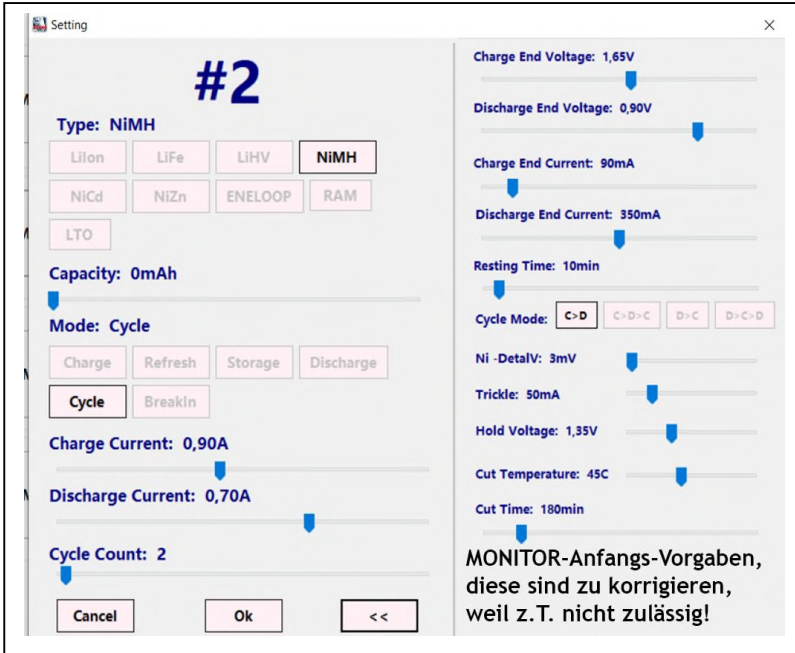 Setting
#2
Type: NiMH
LiIon LiFe LiHV NiMH
NiCd NiZn ENELOOP RAM
LTO
Capacity: 0mAh
Mode: Cycle
Charge Refresh Storage Discharge
Cycle BreakIn
Charge Current: 0,90A
Discharge Current: 0,70A
Cycle Count: 2
Cancel Ok <<
Charge End Voltage: 1,65V
Discharge End Voltage: 0,90V
Charge End Current: 90mA
Discharge End Current: 350mA
Resting Time: 10min
Cycle Mode: C>D C>D>C D>C D>C>D
Ni -DetalV: 3mV
Trickle: 50mA
Hold Voltage: 1,35V
Cut Temperature: 45C
Cut Time: 180min
MONITOR-Anfangs-Vorgaben,
diese sind zu korrigieren,
weil z.T. nicht zulässig!